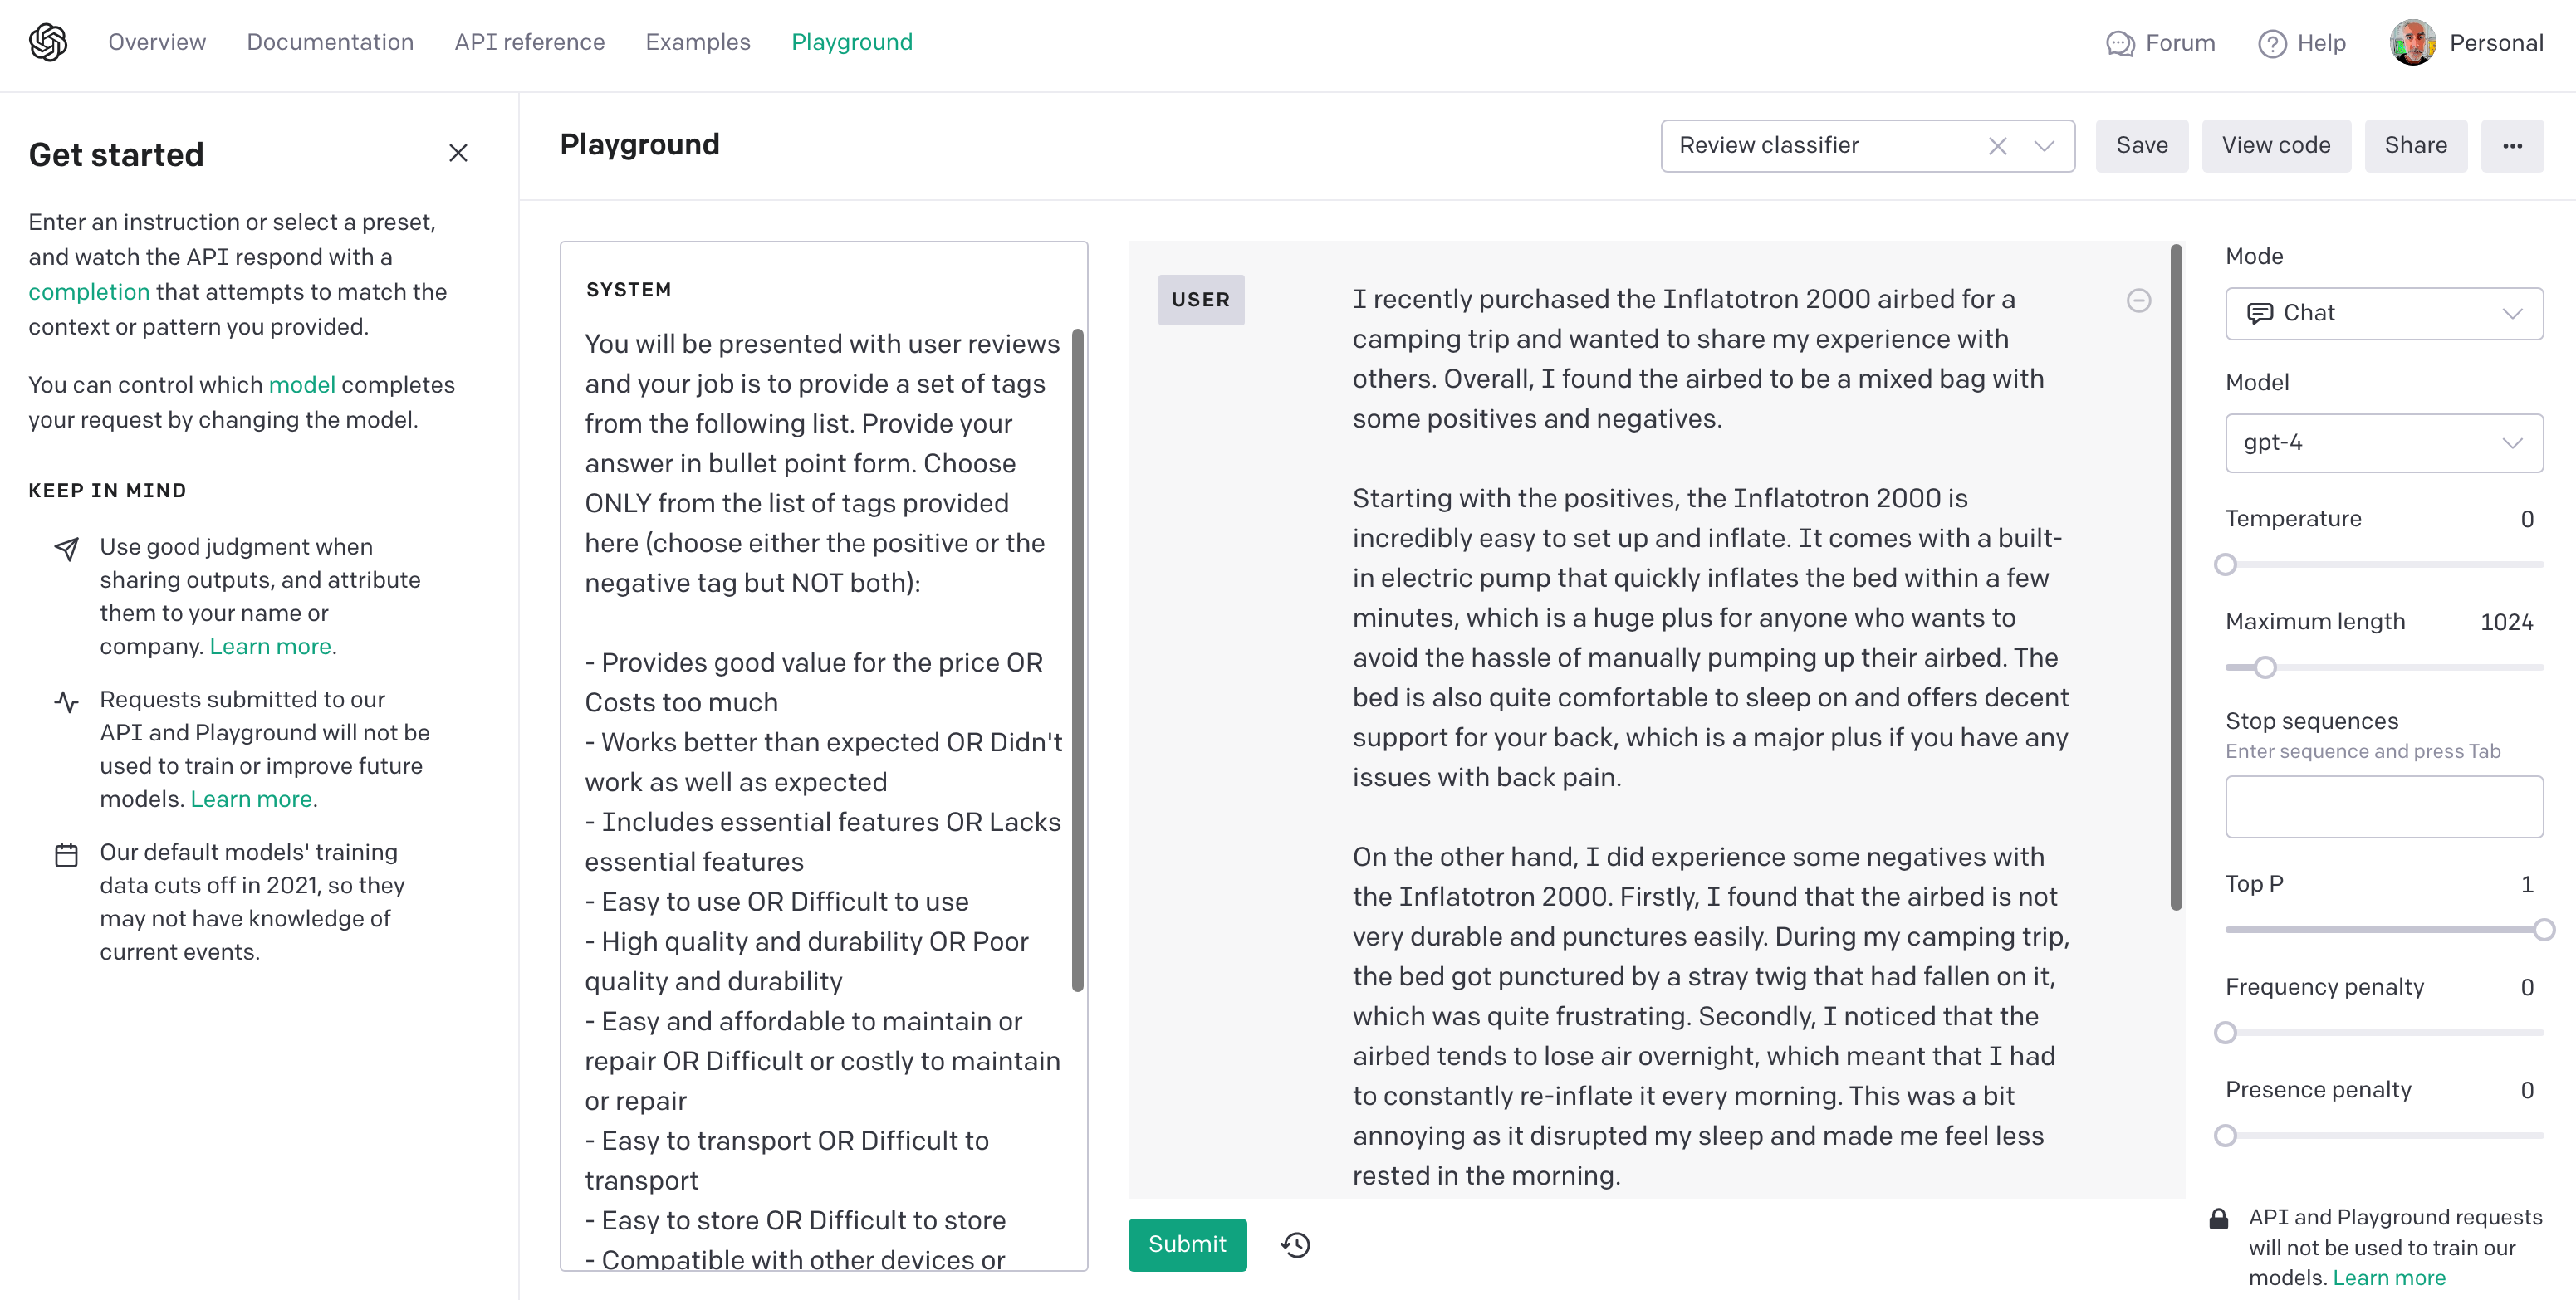 Overview Documentation API reference Examples Playground Forum Help Personal
Get started
Enter an instruction or select a preset,
and watch the API respond with a
completion that attempts to match the
context or pattern you provided.
You can control which model completes
your request by changing the model.
KEEP IN MIND
Use good judgment when
sharing outputs, and attribute
them to your name or
company. Learn more.
Requests submitted to our
API and Playground will not be
used to train or improve future
models. Learn more.
Our default models' training
data cuts off in 2021, so they
may not have knowledge of
current events.
Playground
Review classifier
Save
View code
Share
SYSTEM
You will be presented with user reviews
and your job is to provide a set of tags
from the following list. Provide your
answer in bullet point form. Choose
ONLY from the list of tags provided
here (choose either the positive or the
negative tag but NOT both):
- Provides good value for the price OR
Costs too much
- Works better than expected OR Didn't
work as well as expected
- Includes essential features OR Lacks
essential features
- Easy to use OR Difficult to use
- High quality and durability OR Poor
quality and durability
- Easy and affordable to maintain or
repair OR Difficult or costly to maintain
or repair
- Easy to transport OR Difficult to
transport
- Easy to store OR Difficult to store
- Compatible with other devices or
USER
I recently purchased the Inflatotron 2000 airbed for a
camping trip and wanted to share my experience with
others. Overall, I found the airbed to be a mixed bag with
some positives and negatives.
Starting with the positives, the Inflatotron 2000 is
incredibly easy to set up and inflate. It comes with a built-
in electric pump that quickly inflates the bed within a few
minutes, which is a huge plus for anyone who wants to
avoid the hassle of manually pumping up their airbed. The
bed is also quite comfortable to sleep on and offers decent
support for your back, which is a major plus if you have any
issues with back pain.
On the other hand, I did experience some negatives with
the Inflatotron 2000. Firstly, I found that the airbed is not
very durable and punctures easily. During my camping trip,
the bed got punctured by a stray twig that had fallen on it,
which was quite frustrating. Secondly, I noticed that the
airbed tends to lose air overnight, which meant that I had
to constantly re-inflate it every morning. This was a bit
annoying as it disrupted my sleep and made me feel less
rested in the morning.
Submit
Mode
Chat
Model
gpt-4
Temperature 0
Maximum length 1024
Stop sequences
Enter sequence and press Tab
Top P 1
Frequency penalty 0
Presence penalty 0
API and Playground requests
will not be used to train our
models. Learn more